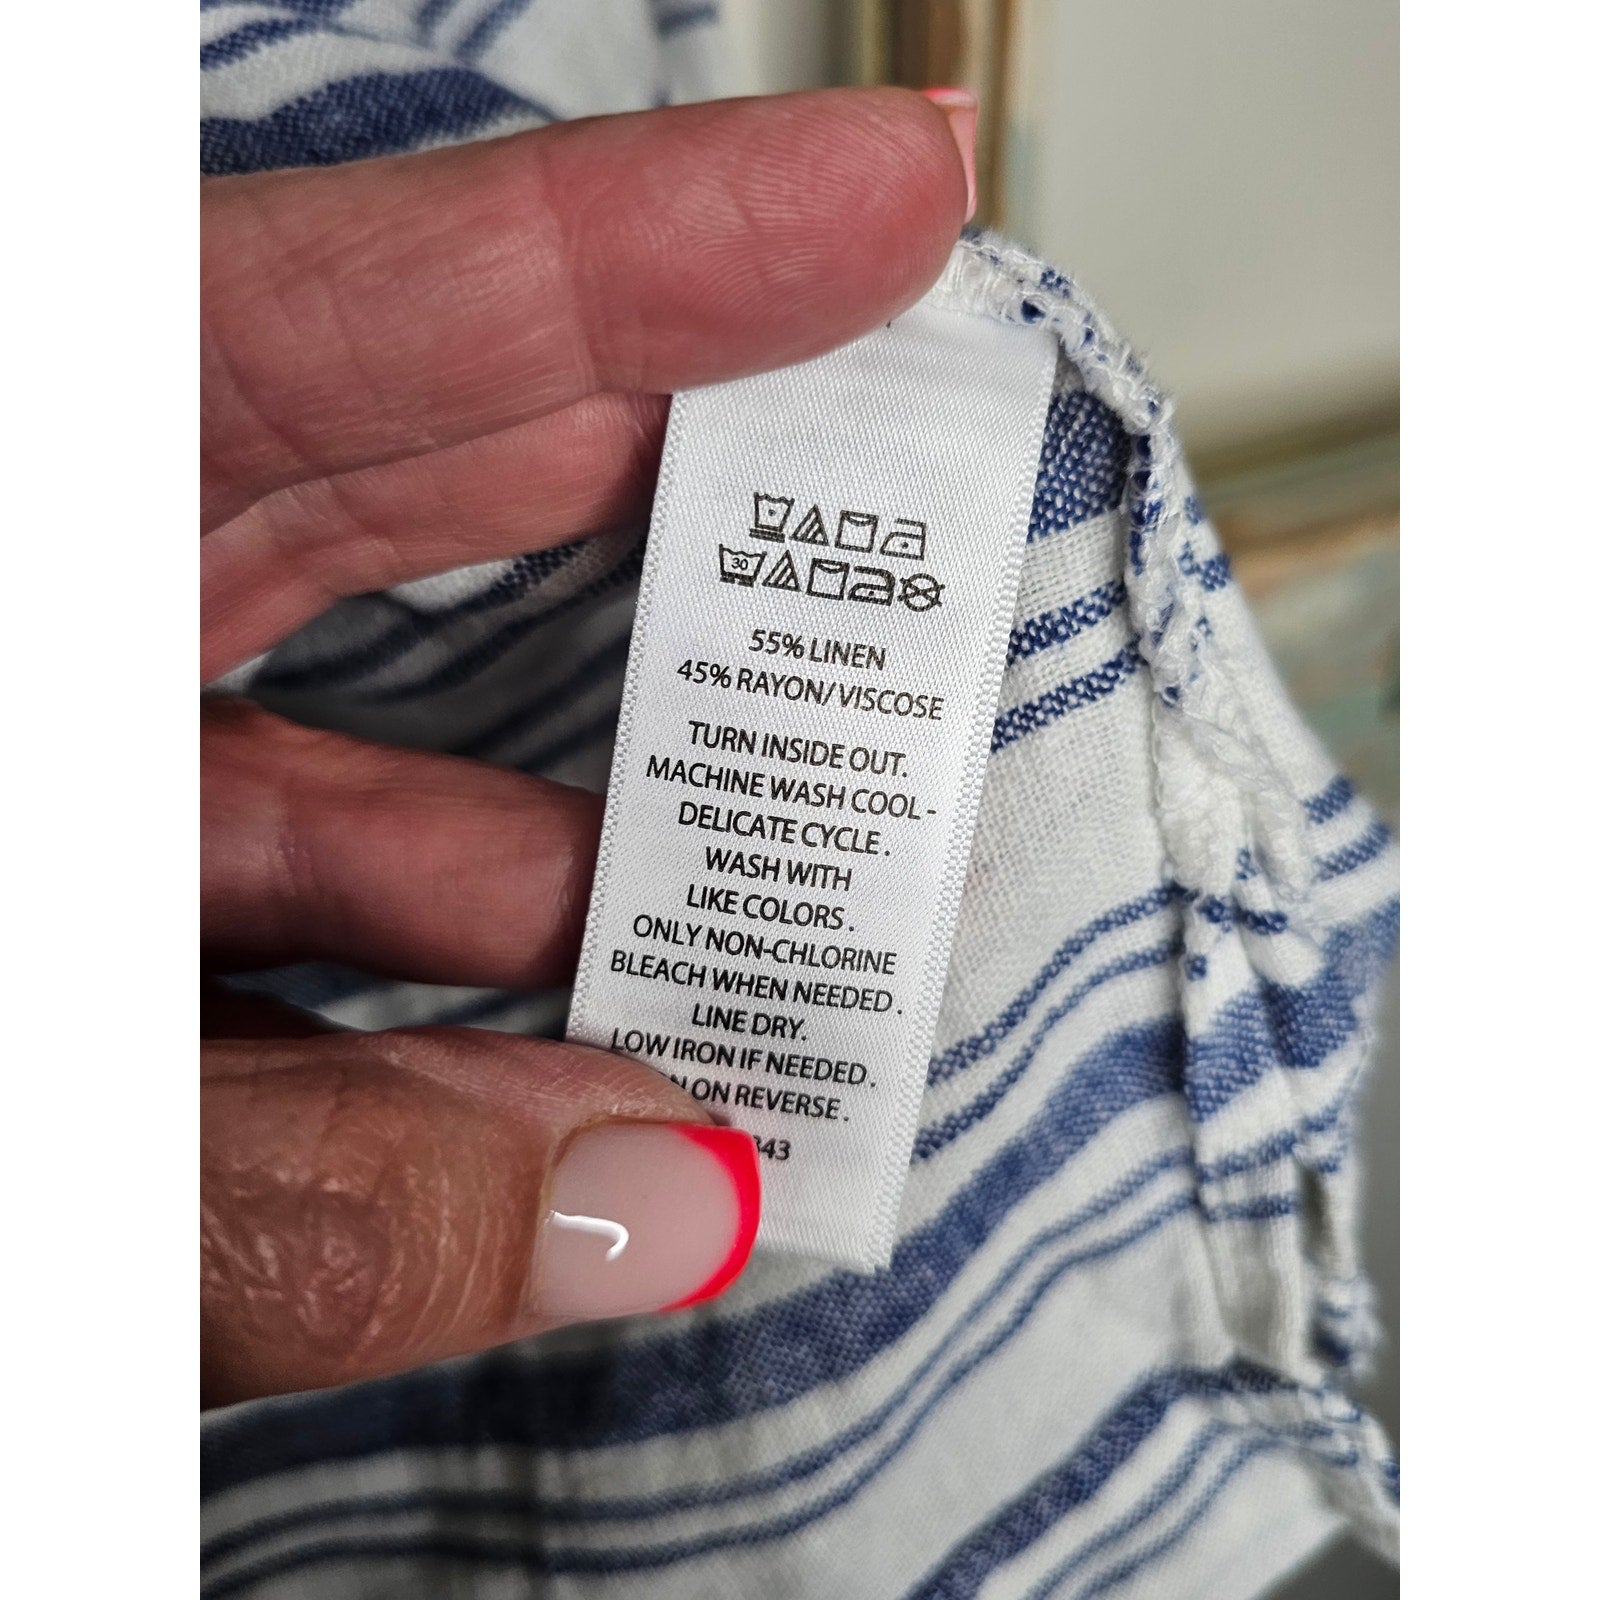 30
55% LINEN
45% RAYON/VISCOSE
TURN INSIDE OUT.
MACHINE WASH COOL -
DELICATE CYCLE.
WASH WITH
LIKE COLORS.
ONLY NON-CHLORINE
BLEACH WHEN NEEDED.
LINE DRY.
LOW IRON IF NEEDED.
ON REVERSE.